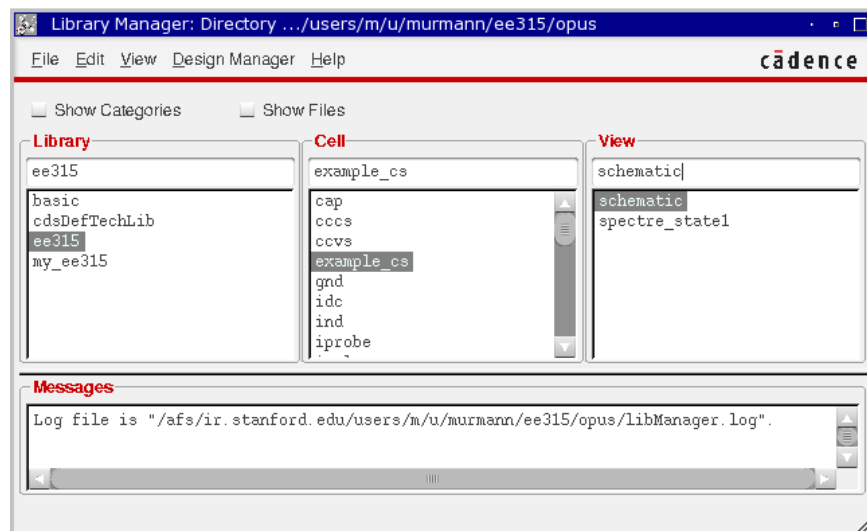 Library Manager: Directory .../users/m/u/murmann/ee315/opus
File Edit View Design Manager Help
cādence
Show Categories Show Files
Library
ee315
basic
cdsDefTechLib
ee315
my_ee315
Cell
example_cs
cap
cccs
ccvs
example_cs
gnd
idc
ind
iprobe
View
schematic
schematic
spectre_state1
Messages
Log file is "/afs/ir.stanford.edu/users/m/u/murmann/ee315/opus/libManager.log".